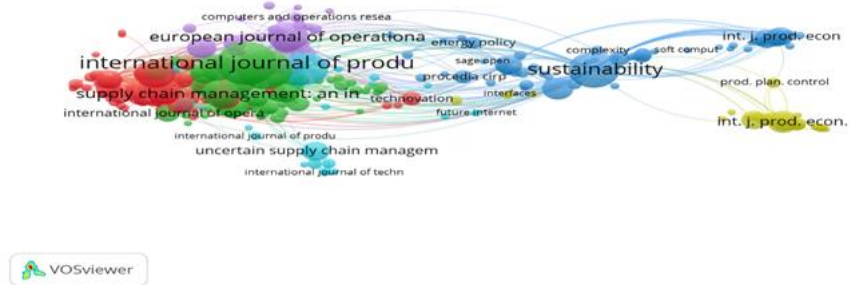 computers and operations resea
european journal of operationa
int. j. prod. econ
energy policy
complexity
soft comput
international journal of produ
sage open
sustainability
procedia cirp
prod. plan. control
supply chain management: an in
technovation
interfaces
international journal of opera
future internet
int. j. prod. econ.
international journal of produ
uncertain supply chain managem
international journal of techn
VOSviewer